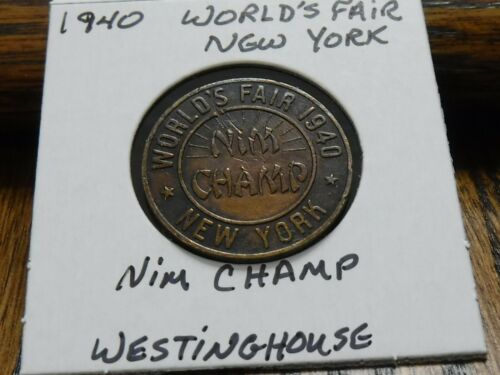 1940 WORLD'S FAIR
NEW YORK
WORLD'S FAIR 1940
NiM
CHAMP
NEW YORK
NiM CHAMP
WESTINGHOUSE